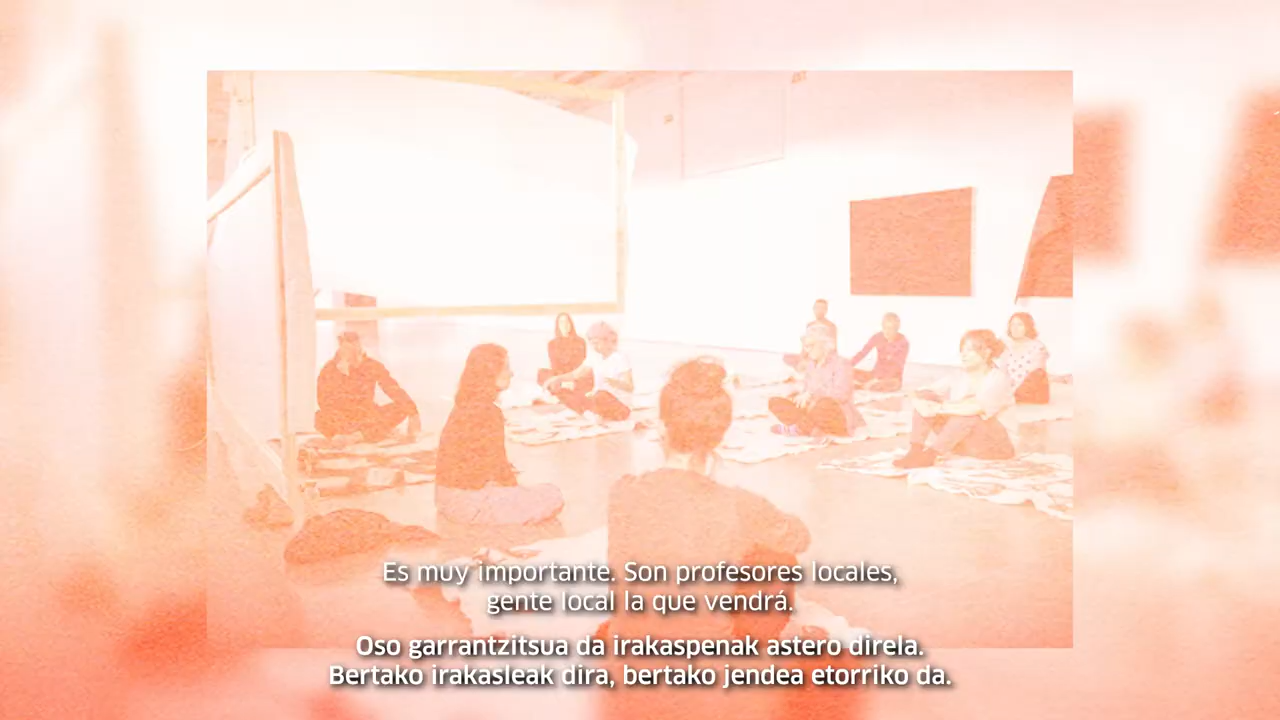 Es muy importante. Son profesores locales,
gente local la que vendrá.
Oso garrantzitsua da irakaspenak astero direla.
Bertako irakasleak dira, bertako jendea etorriko da.